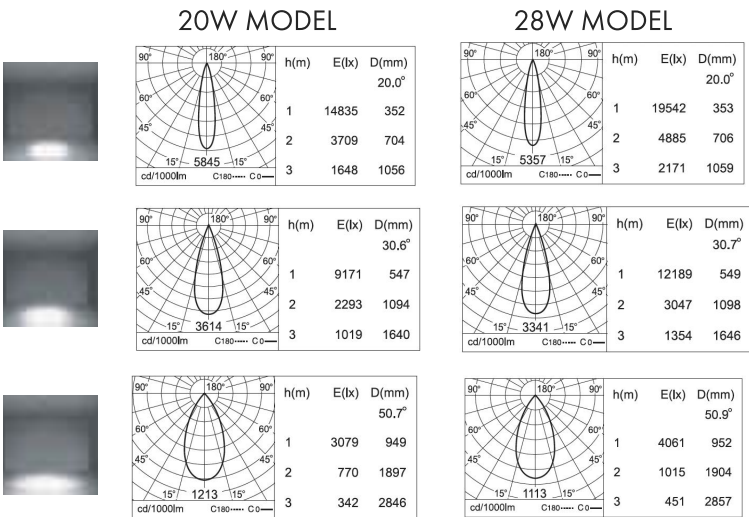 20W MODEL
28W MODEL
90° 180° 90° h(m) E(lx) D(mm)
20.0°
60° 60° 1 14835 352
45° 45° 2 3709 704
15° 5845 15° 3 1648 1056
cd/1000lm C180 C0
90° 180° 90° h(m) E(lx) D(mm)
20.0°
60° 60° 1 19542 353
45° 45° 2 4885 706
15° 5357 15° 3 2171 1059
cd/1000lm C180 C0
90° 180° 90° h(m) E(lx) D(mm)
30.6°
60° 60° 1 9171 547
45° 45° 2 2293 1094
15° 3614 15° 3 1019 1640
cd/1000lm C180 C0
90° 180° 90° h(m) E(lx) D(mm)
30.7°
60° 60° 1 12189 549
45° 45° 2 3047 1098
15° 3341 15° 3 1354 1646
cd/1000lm C180 C0
90° 180° 90° h(m) E(lx) D(mm)
50.7°
60° 60° 1 3079 949
45° 45° 2 770 1897
15° 1213 15° 3 342 2846
cd/1000lm C180 C0
90° 180° 90° h(m) E(lx) D(mm)
50.9°
60° 60° 1 4061 952
45° 45° 2 1015 1904
15° 1113 15° 3 451 2857
cd/1000lm C180 C0